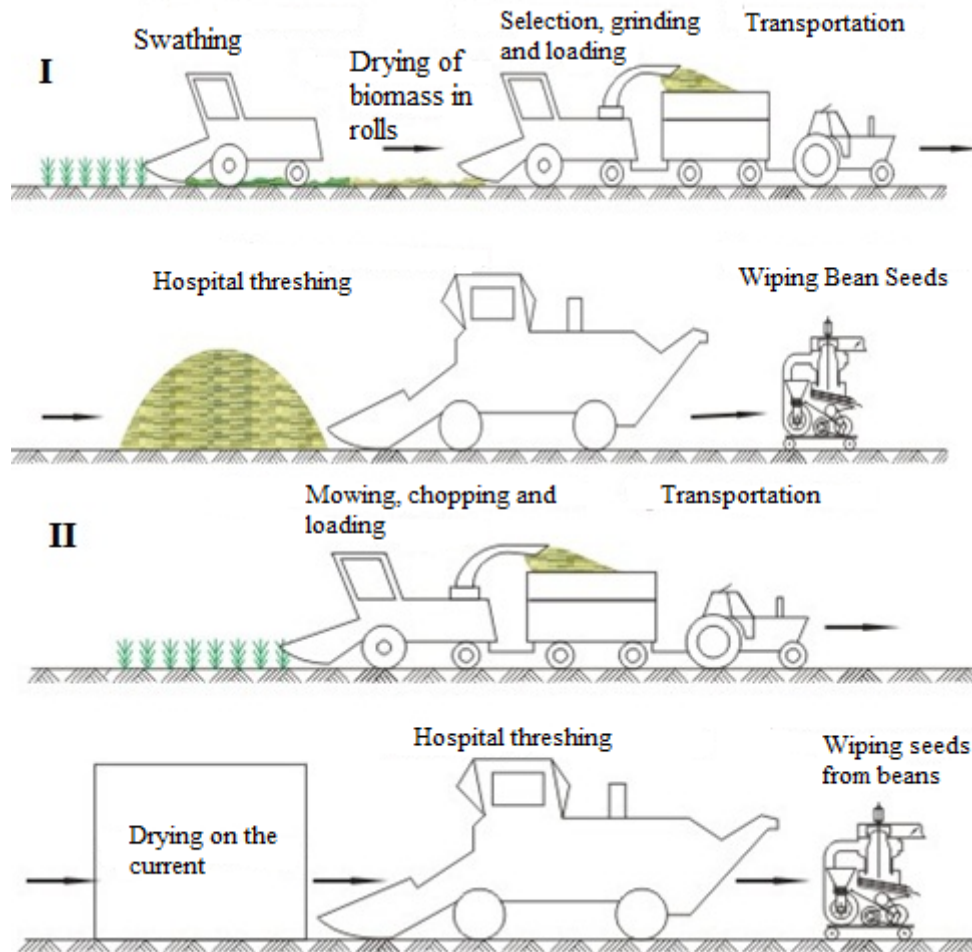 Swathing
Selection, grinding
and loading
Transportation
I
Drying of
biomass in
rolls
Hospital threshing
Wiping Bean Seeds
Mowing, chopping and
loading
Transportation
II
Hospital threshing
Wiping seeds
from beans
Drying on the
current